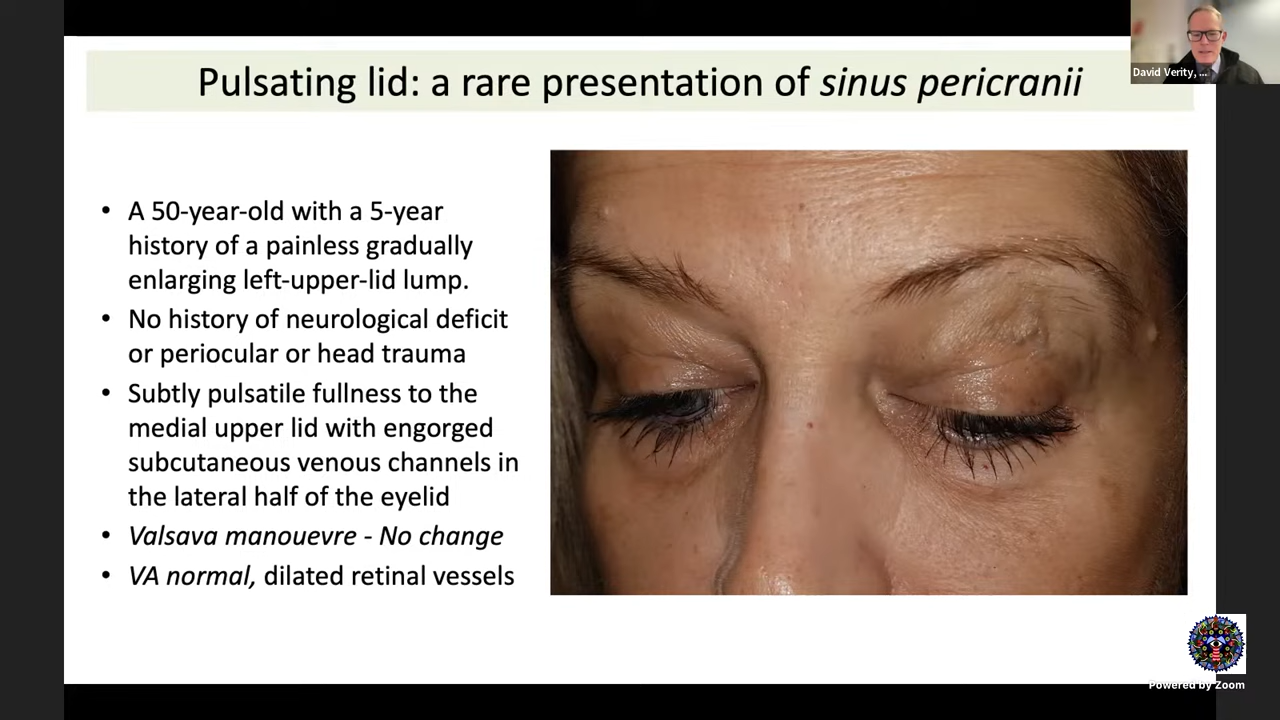 Pulsating lid: a rare presentation of sinus pericranii
David Verity, ...
• A 50-year-old with a 5-year
history of a painless gradually
enlarging left-upper-lid lump.
• No history of neurological deficit
or periocular or head trauma
• Subtly pulsatile fullness to the
medial upper lid with engorged
subcutaneous venous channels in
the lateral half of the eyelid
• Valsava manouevre - No change
• VA normal, dilated retinal vessels
Powered by Zoom